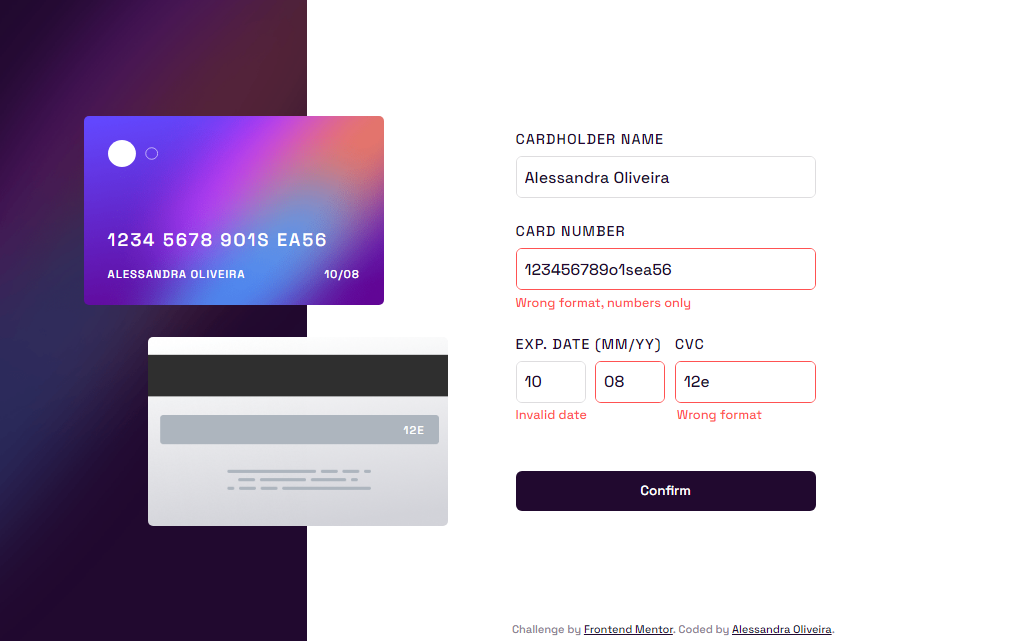 1234 5678 9O1S EA56
ALESSANDRA OLIVEIRA 10/08
12E
CARDHOLDER NAME
Alessandra Oliveira
CARD NUMBER
123456789o1sea56
Wrong format, numbers only
EXP. DATE (MM/YY) CVC
10 08 12e
Invalid date Wrong format
Confirm
Challenge by Frontend Mentor. Coded by Alessandra Oliveira.